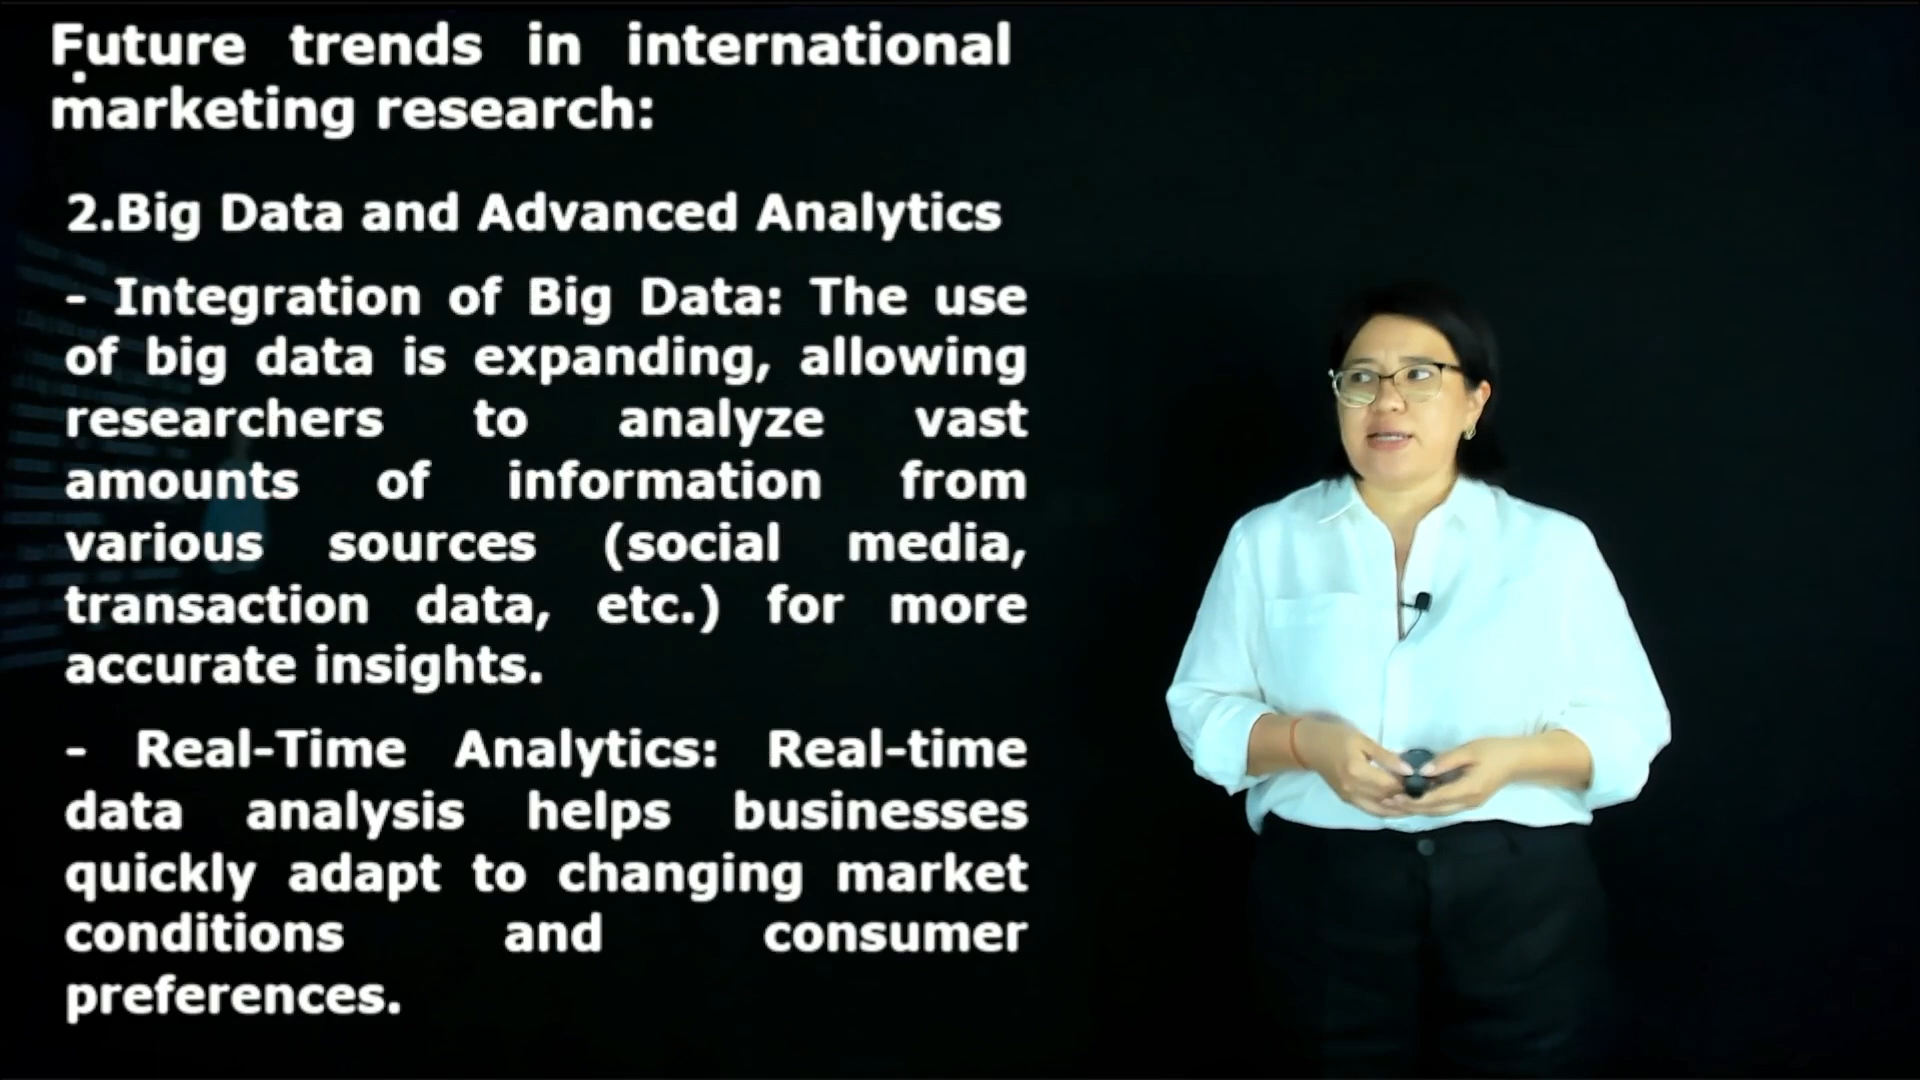 Future trends in international
marketing research:
2.Big Data and Advanced Analytics
- Integration of Big Data: The use
of big data is expanding, allowing
researchers to analyze vast
amounts of information from
various sources (social media,
transaction data, etc.) for more
accurate insights.
- Real-Time Analytics: Real-time
data analysis helps businesses
quickly adapt to changing market
conditions and consumer
preferences.